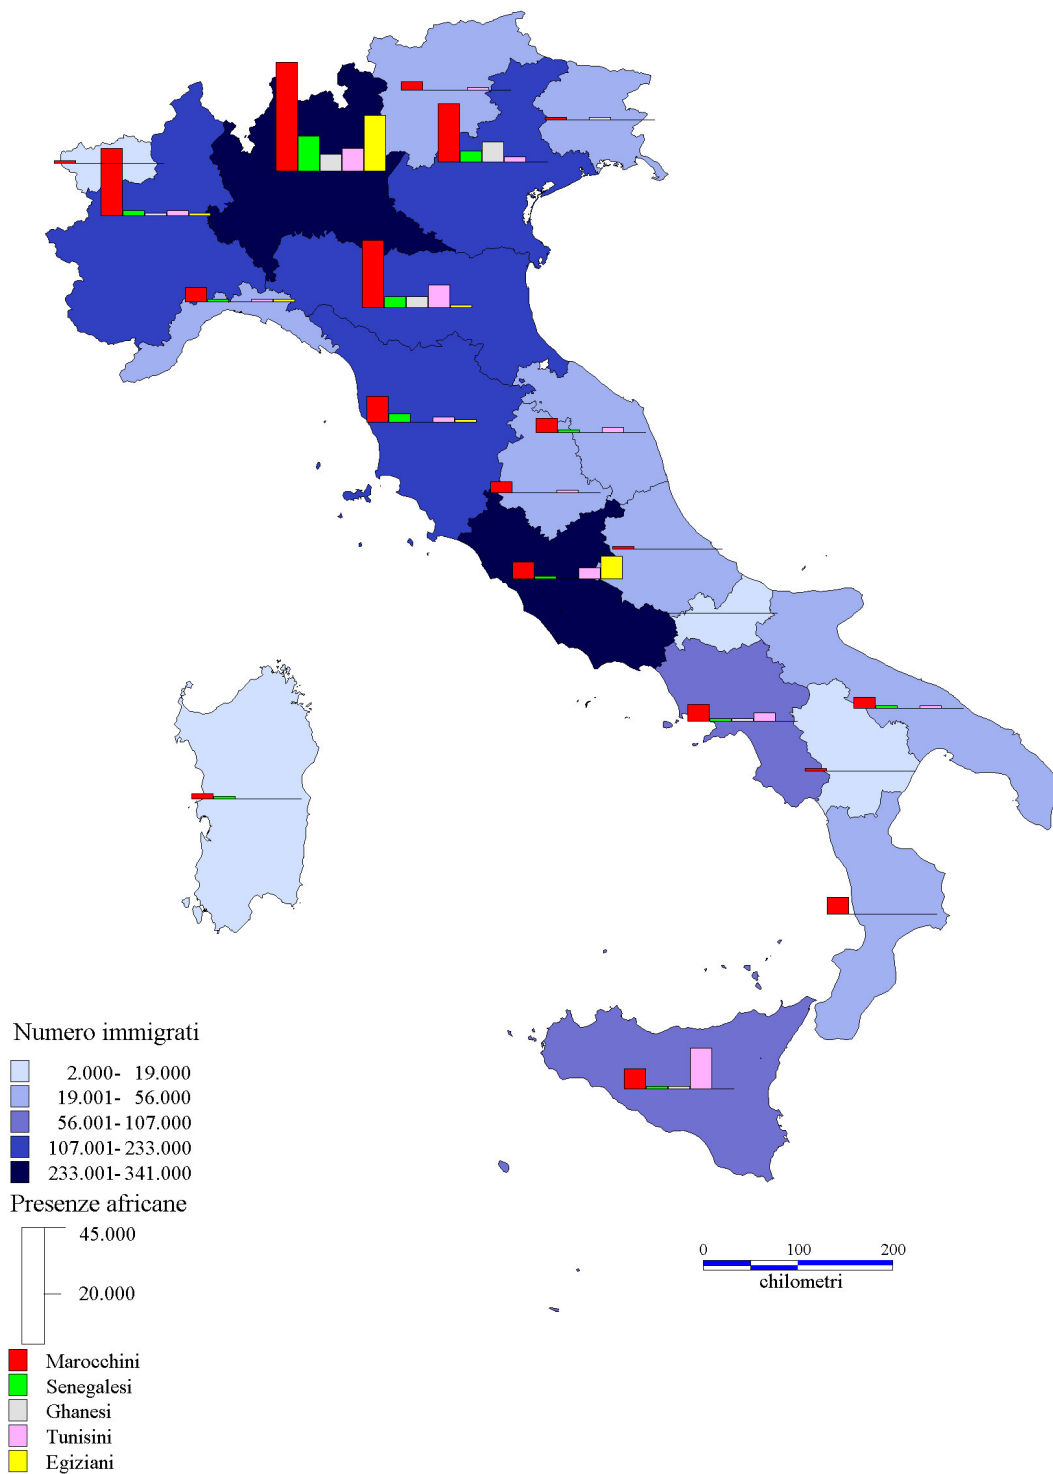 Numero immigrati
2.000- 19.000
19.001- 56.000
56.001- 107.000
107.001- 233.000
233.001- 341.000
Presenze africane
45.000
20.000
Marocchini
Senegalesi
Ghanesi
Tunisini
Egiziani
0 100 200
chilometri